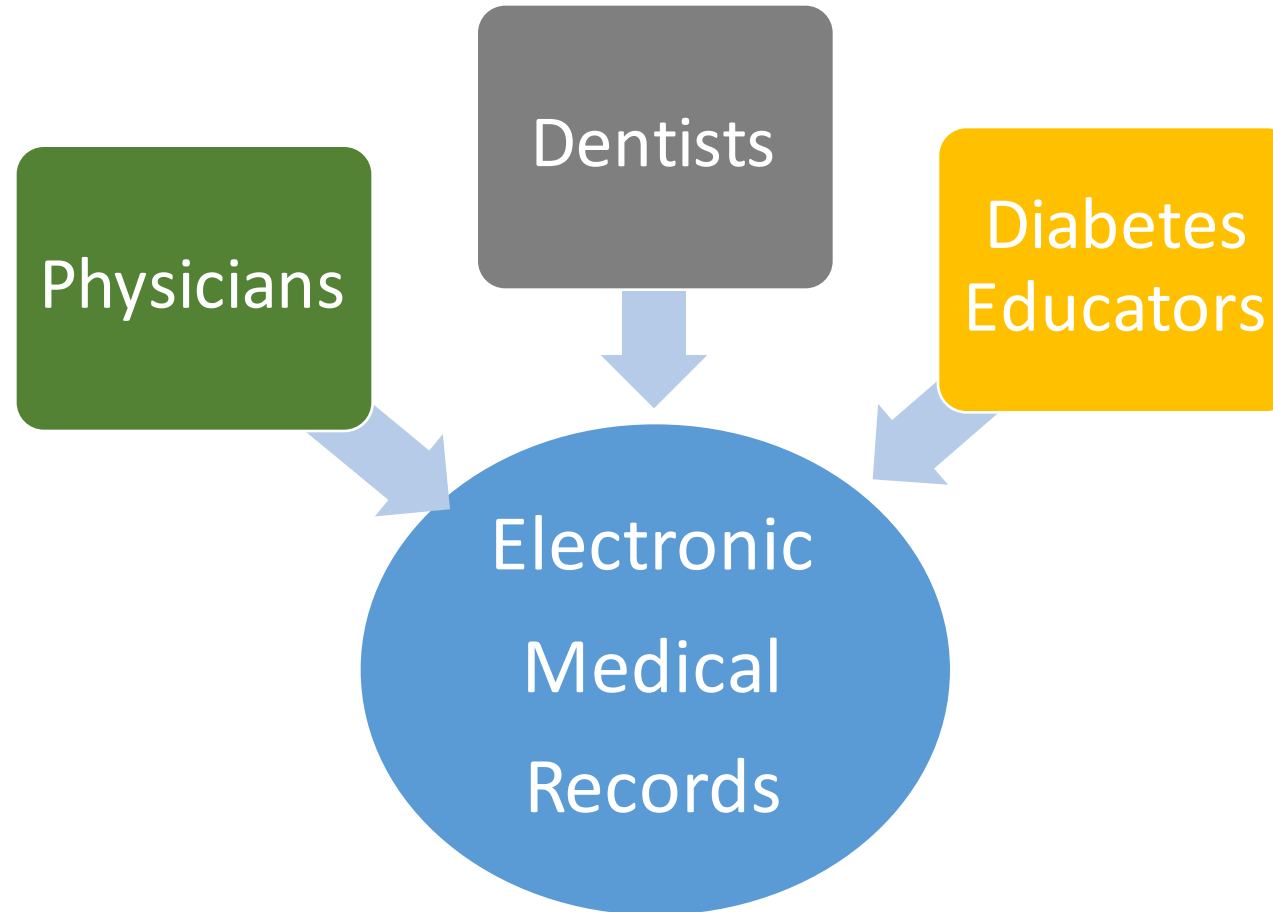 Dentists
Physicians
Diabetes
Educators
Electronic
Medical
Records